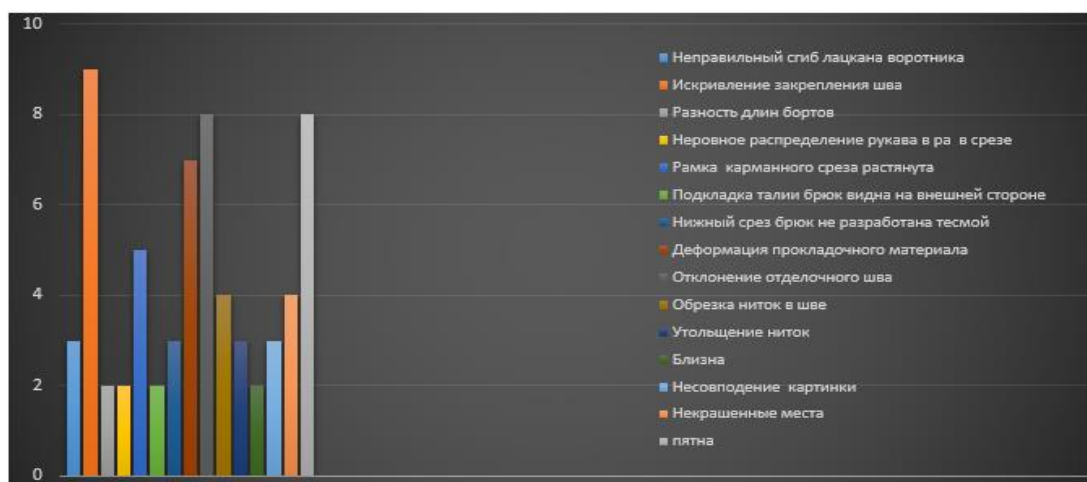 10
8
6
4
2
0
Неправильный сгиб лацкана воротника
Искривление закрепления шва
Разность длин бортов
Неровное распределение рукава в ра в срезе
Рамка карманного среза растянута
Подкладка талии брюк видна на внешней стороне
Нижный срез брюк не разработана тесмой
Деформация прокладочного материала
Отклонение отделочного шва
Обрезка ниток в шве
Утольщение ниток
Близна
Несовподение картинки
Некрашенные места
пятна